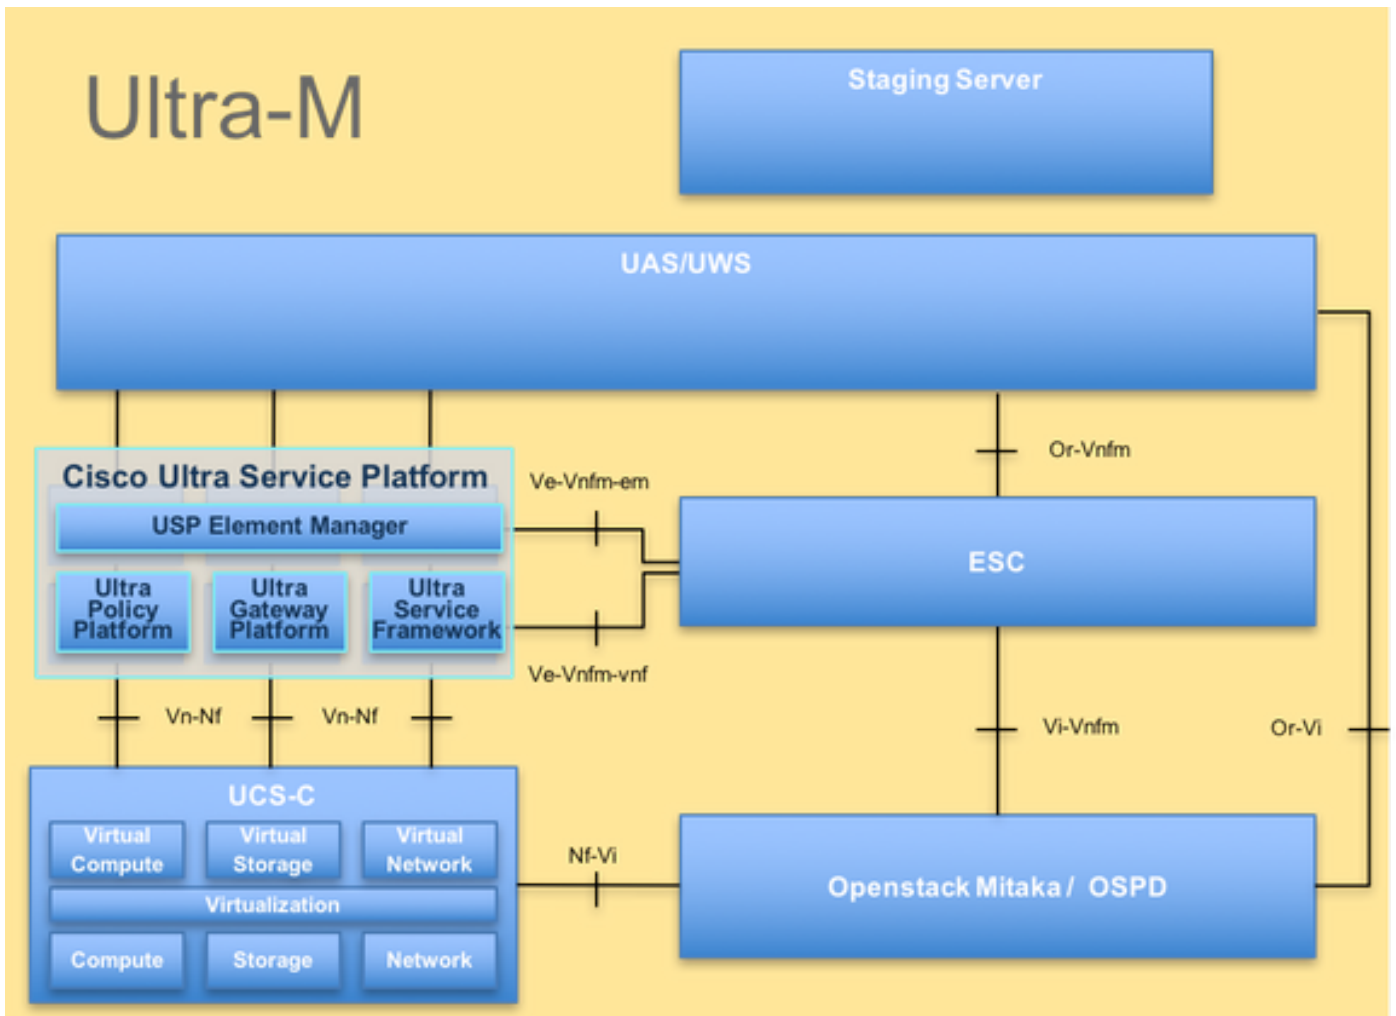 Ultra-M
Staging Server
UAS/UWS
Or-Vnfm
Cisco Ultra Service Platform
Ve-Vnfm-em
USP Element Manager
ESC
Ultra
Policy
Platform
Ultra
Gateway
Platform
Ultra
Service
Framework
Ve-Vnfm-vnf
Vn-Nf
Vn-Nf
Vi-Vnfm
Or-Vi
UCS-C
Virtual
Compute
Virtual
Storage
Virtual
Network
Nf-Vi
Openstack Mitaka / OSPD
Virtualization
Compute
Storage
Network